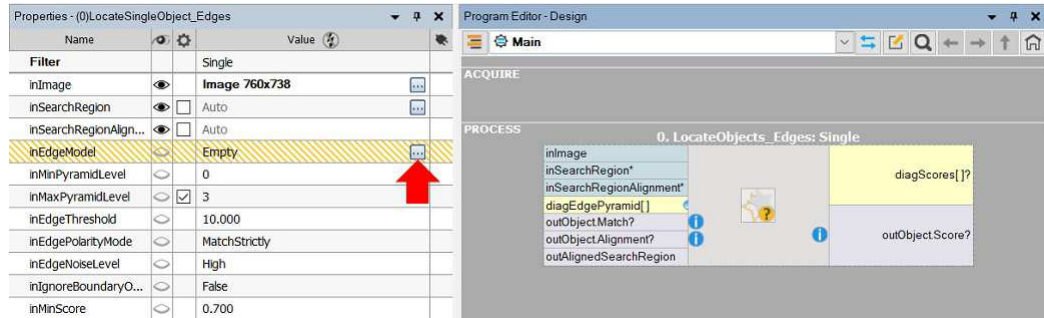 Properties - (0)LocateSingleObject_Edges
Name Value
Filter Single
inImage Image 760x738 ...
inSearchRegion Auto ...
inSearchRegionAlign... Auto
inEdgeModel Empty ...
inMinPyramidLevel 0
inMaxPyramidLevel 3
inEdgeThreshold 10.000
inEdgePolarityMode MatchStrictly
inEdgeNoiseLevel High
inIgnoreBoundaryO... False
inMinScore 0.700
Program Editor - Design
Main
ACQUIRE
PROCESS
0. LocateObjects_Edges: Single
inImage
inSearchRegion*
inSearchRegionAlignment*
diagEdgePyramid[ ]
outObject.Match?
outObject.Alignment?
outAlignedSearchRegion
?
diagScores[ ]?
outObject.Score?